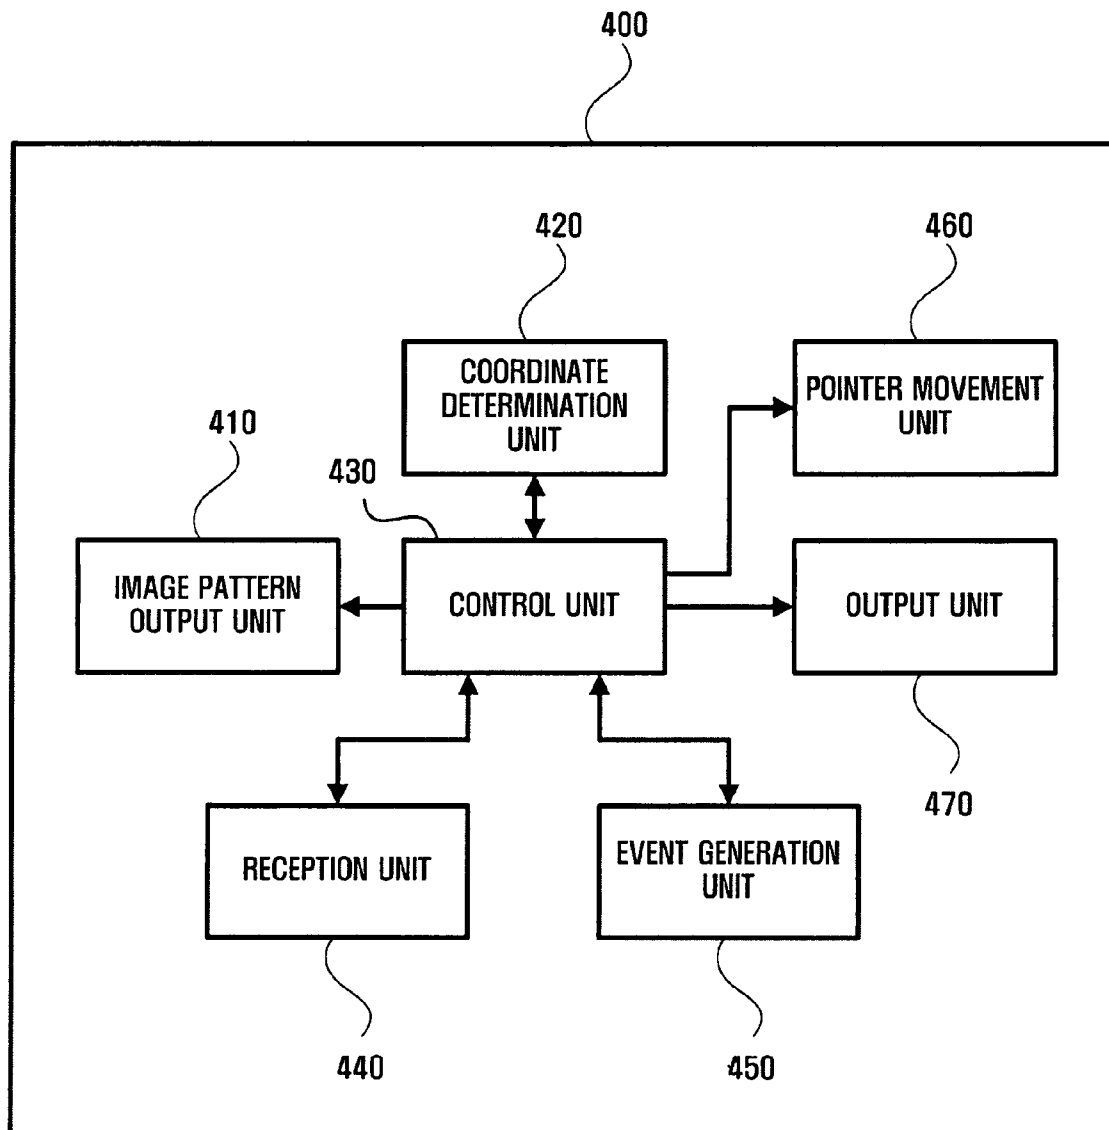 400
420
460
COORDINATE
DETERMINATION
UNIT
POINTER MOVEMENT
UNIT
410
430
IMAGE PATTERN
OUTPUT UNIT
CONTROL UNIT
OUTPUT UNIT
470
RECEPTION UNIT
EVENT GENERATION
UNIT
440
450